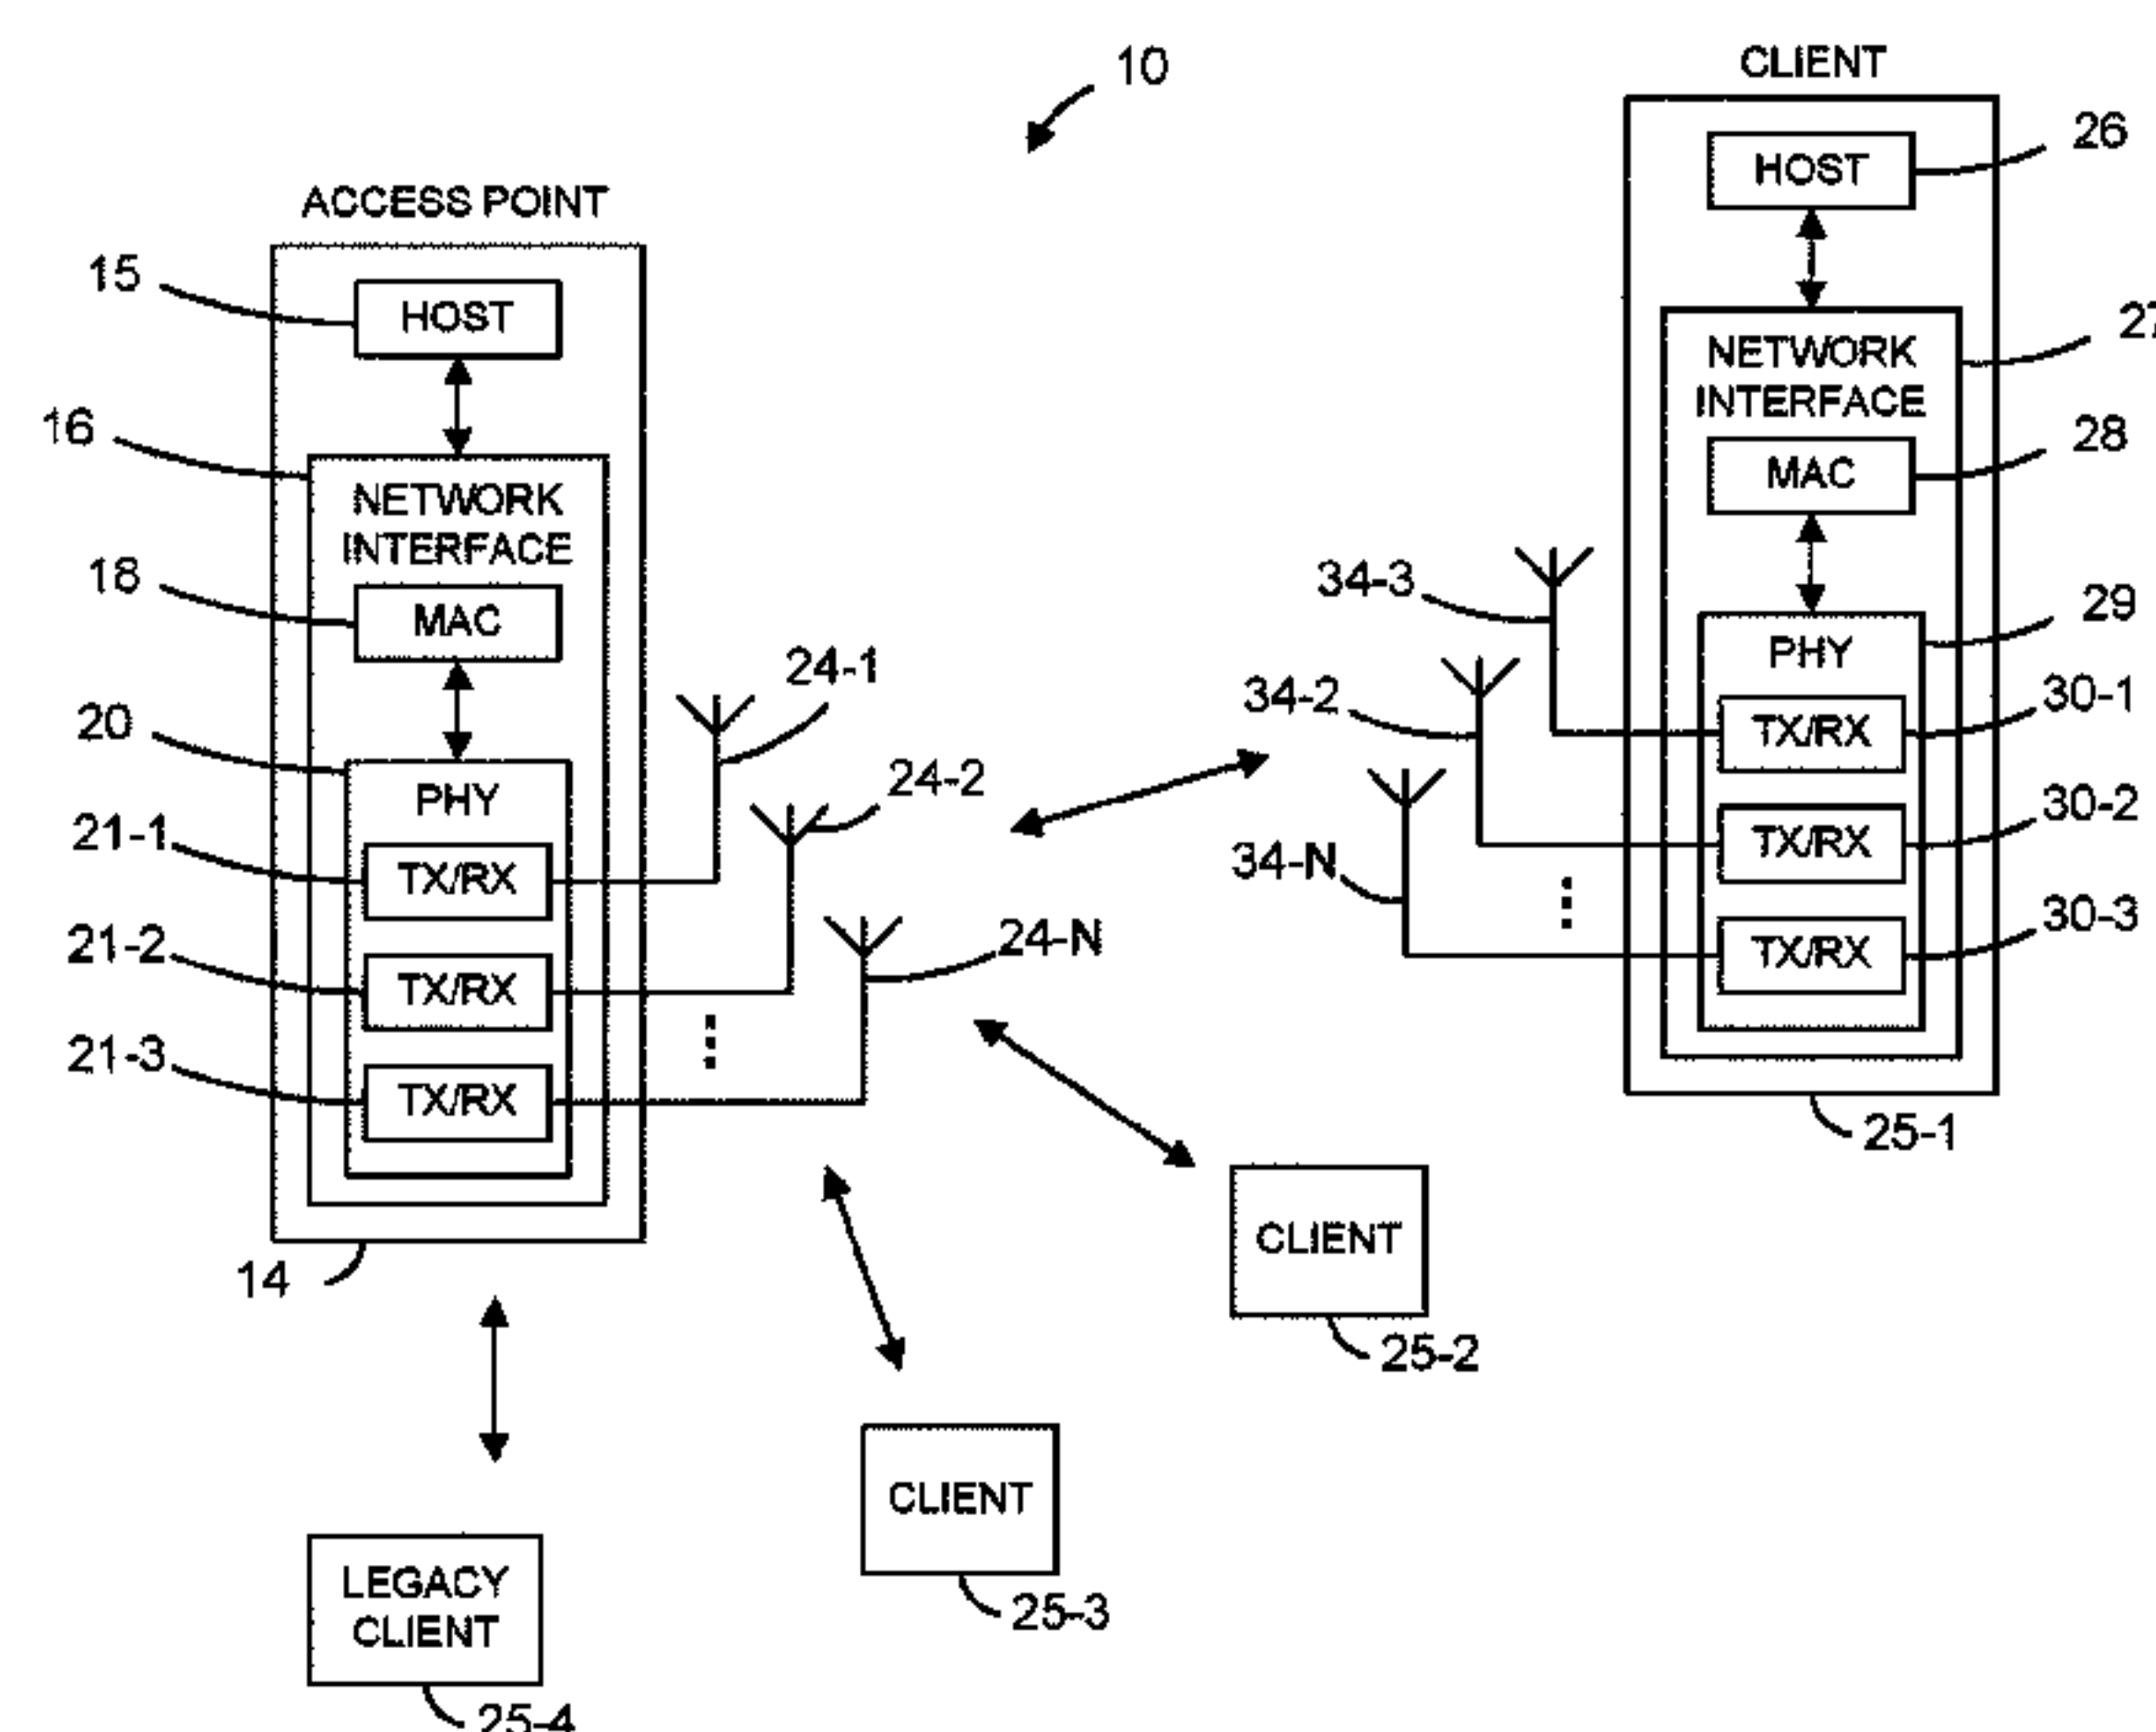 10
CLIENT
HOST
26
ACCESS POINT
15
HOST
27
NETWORK
INTERFACE
16
MAC
28
NETWORK
INTERFACE
18
MAC
34-3
29
PHY
24-1
34-2
30-1
TX/RX
20
PHY
24-2
30-2
TX/RX
21-1
TX/RX
34-N
30-3
TX/RX
24-N
21-2
TX/RX
21-3
TX/RX
25-1
14
CLIENT
25-2
CLIENT
25-3
LEGACY
CLIENT
25-4